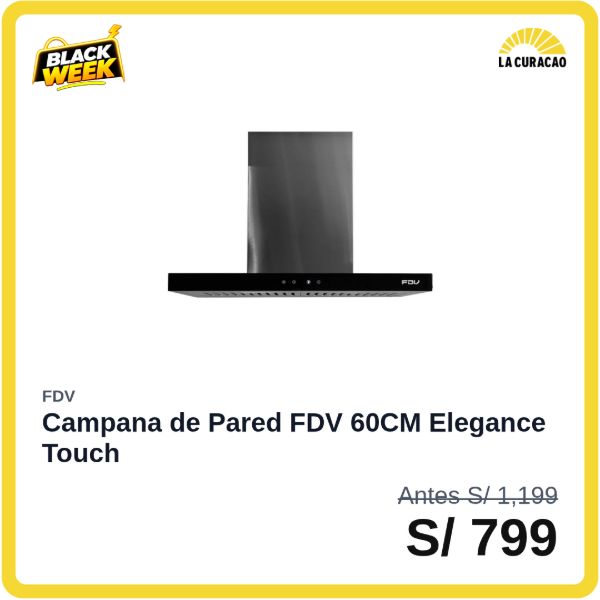 BLACK
WEEK
LA CURACAO
FDV
FDV
Campana de Pared FDV 60CM Elegance
Touch
Antes S/ 1,199
S/ 799